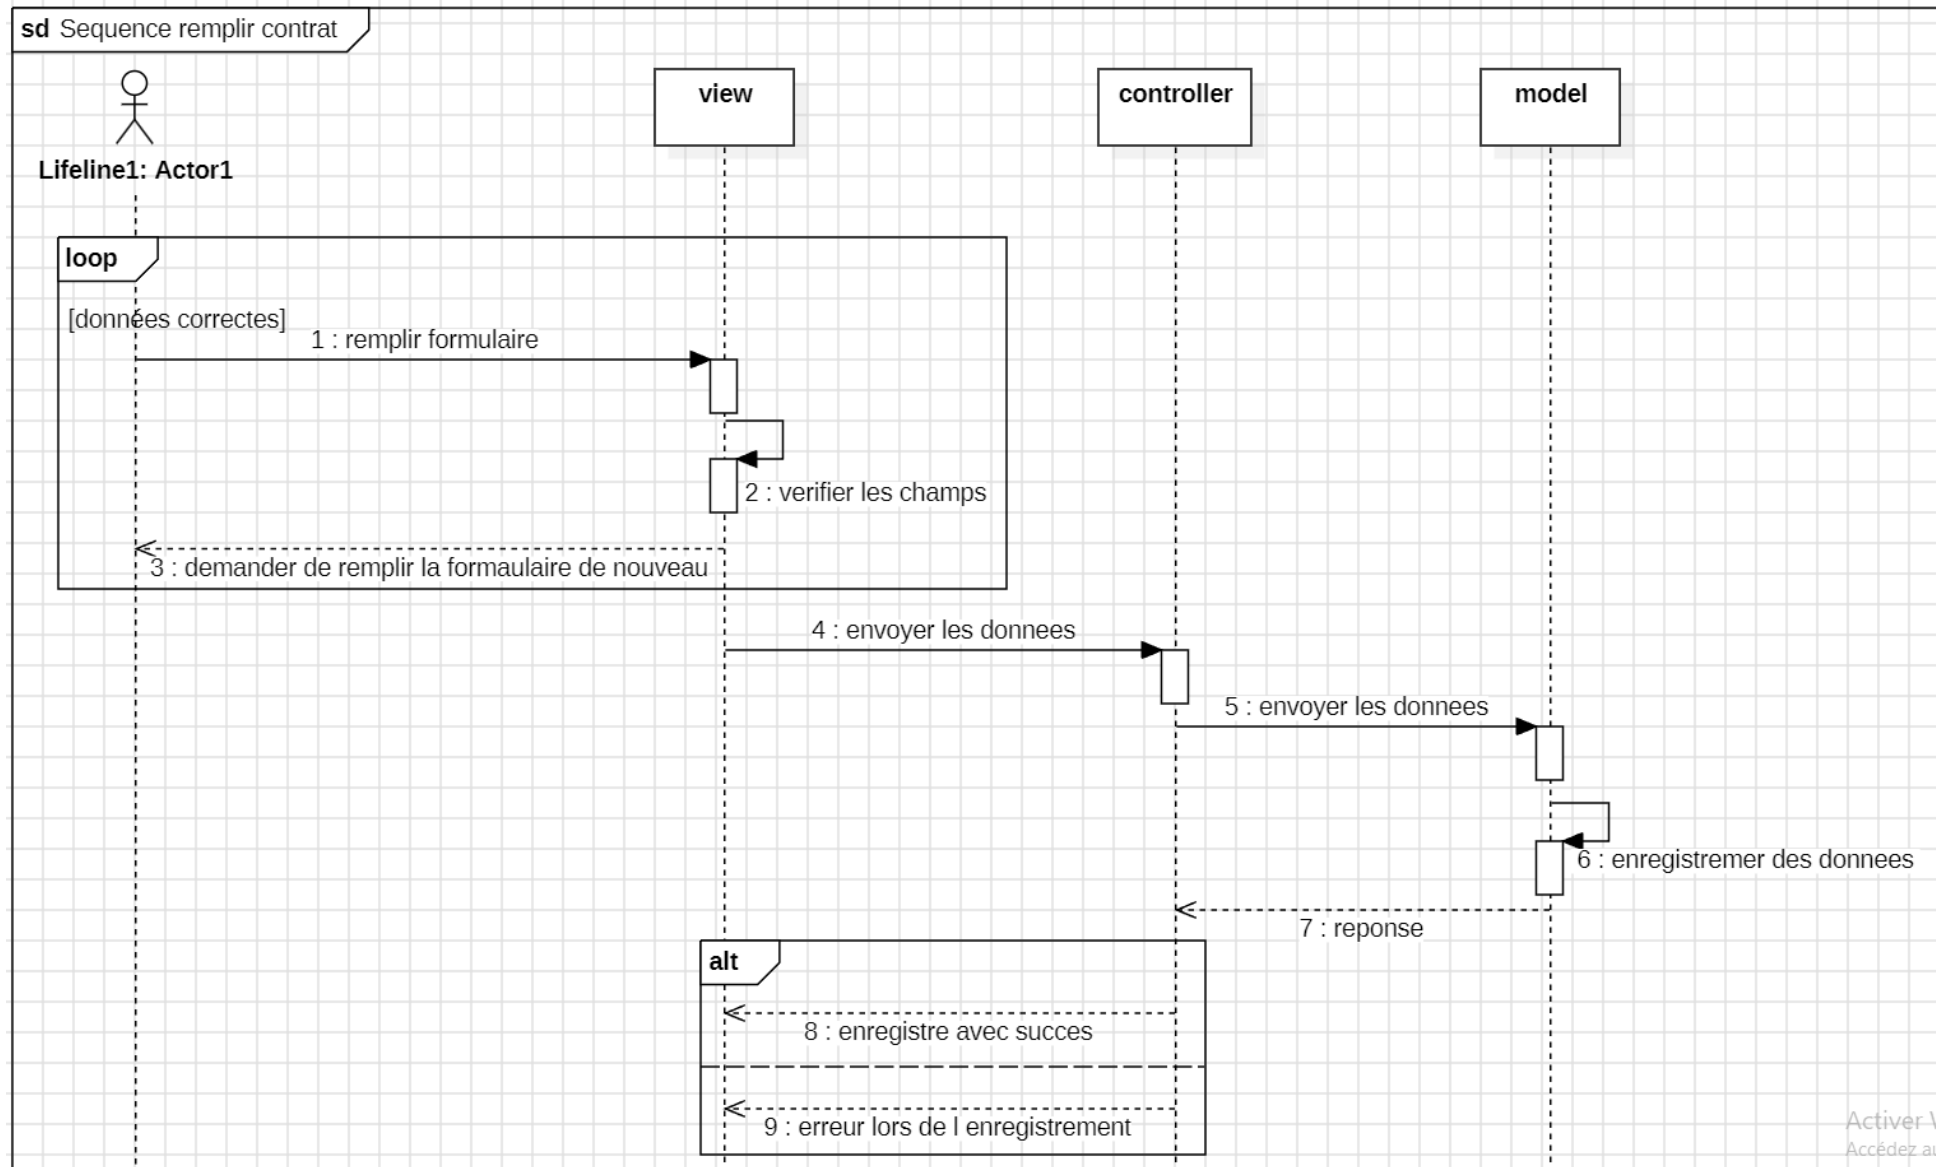 sd Sequence remplir contrat
view
controller
model
Lifeline1: Actor1
loop
[données correctes]
1 : remplir formulaire
2 : verifier les champs
3 : demander de remplir la formaulaire de nouveau
4 : envoyer les donnees
5 : envoyer les donnees
6 : enregistremer des donnees
7 : reponse
alt
8 : enregistre avec succes
9 : erreur lors de l enregistrement
Activer
Accédez